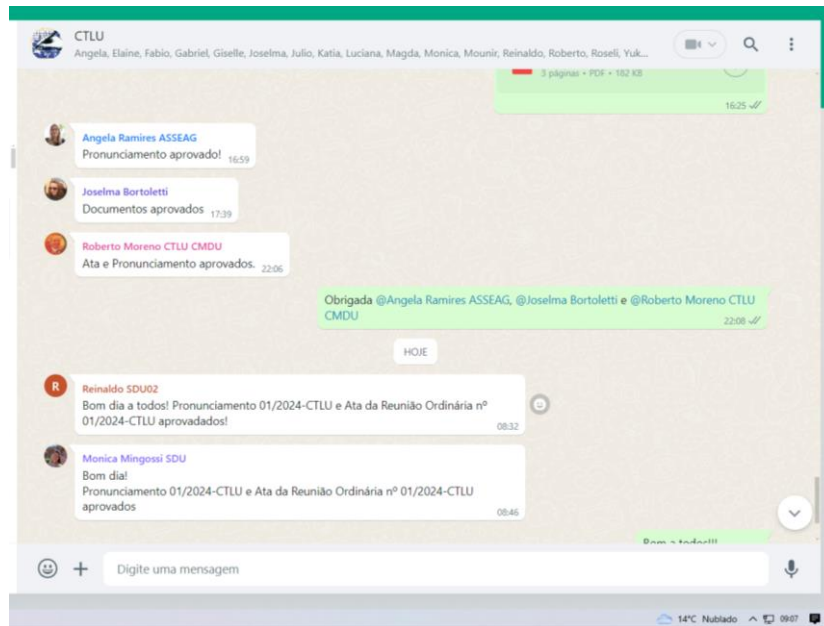 CTLU
Angela, Elaine, Fabio, Gabriel, Giselle, Joselma, Julio, Katia, Luciana, Magda, Monica, Mounir, Reinaldo, Roberto, Roseli, Yuk...
3 páginas • PDF • 182 KB
16:25
Angela Ramires ASSEAG
Pronunciamento aprovado! 16:59
Joselma Bortoletti
Documentos aprovados 17:39
Roberto Moreno CTLU CMDU
Ata e Pronunciamento aprovados. 22:06
Obrigada @Angela Ramires ASSEAG, @Joselma Bortoletti e @Roberto Moreno CTLU
CMDU
22:08
HOJE
R
Reinaldo SDU02
Bom dia a todos! Pronunciamento 01/2024-CTLU e Ata da Reunião Ordinária nº
01/2024-CTLU aprovadados!
08:32
Monica Mingossi SDU
Bom dia!
Pronunciamento 01/2024-CTLU e Ata da Reunião Ordinária nº 01/2024-CTLU
aprovados
08:46
Bom a todos!!!
Digite uma mensagem
14°C Nublado 09:07